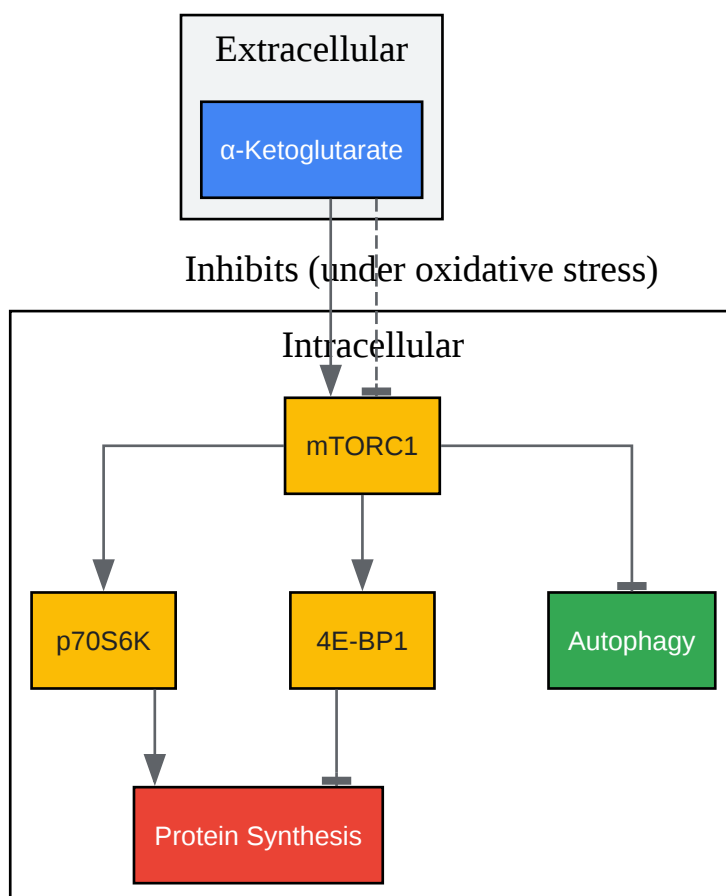 Extracellular
α-Ketoglutarate
Inhibits (under oxidative stress)
Intracellular
mTORC1
p70S6K
4E-BP1
Autophagy
Protein Synthesis